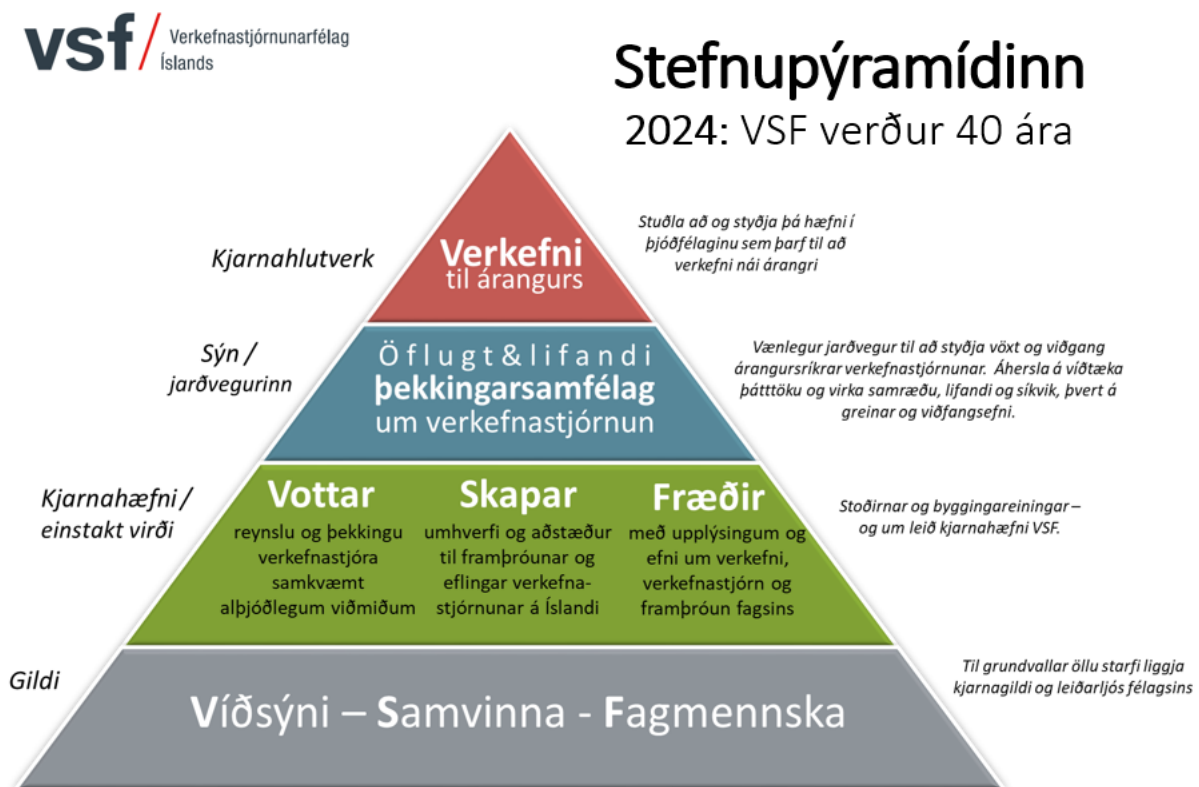 vsf/ Verkefnastjórnunarfélag
Íslands
Stefnupýramídinn
2024: VSF verður 40 ára
Kjarnahlutverk
Verkefni
til árangurs
Stuðla að og styðja þá hæfni í
þjóðfélaginu sem þarf til að
verkefni nái árangri
Sýn /
jarðvegurinn
Öflugt & lifandi
þekkingarsamfélag
um verkefnastjórnun
Vænlegur jarðvegur til að styðja vöxt og viðgang
árangursríkrar verkefnastjórnunar. Áhersla á víðtæka
þátttöku og virka samræðu, lifandi og síkvik, þvert á
greinar og viðfangsefni.
Kjarnahæfni /
einstakt virði
Vottar
reynslu og þekkingu
verkefnastjóra
samkvæmt
alþjóðlegum viðmiðum
Skapar
umhverfi og aðstæður
til framþróunar og
eflingar verkefna-
stjórnunar á Íslandi
Fræðir
með upplýsingum og
efni um verkefni,
verkefnastjórn og
framþróun fagsins
Stoðirnar og byggingareiningar –
og um leið kjarnahæfni VSF.
Gildi
Víðsýni – Samvinna - Fagmennska
Til grundvallar öllu starfi liggja
kjarnagildi og leiðarljós félagsins